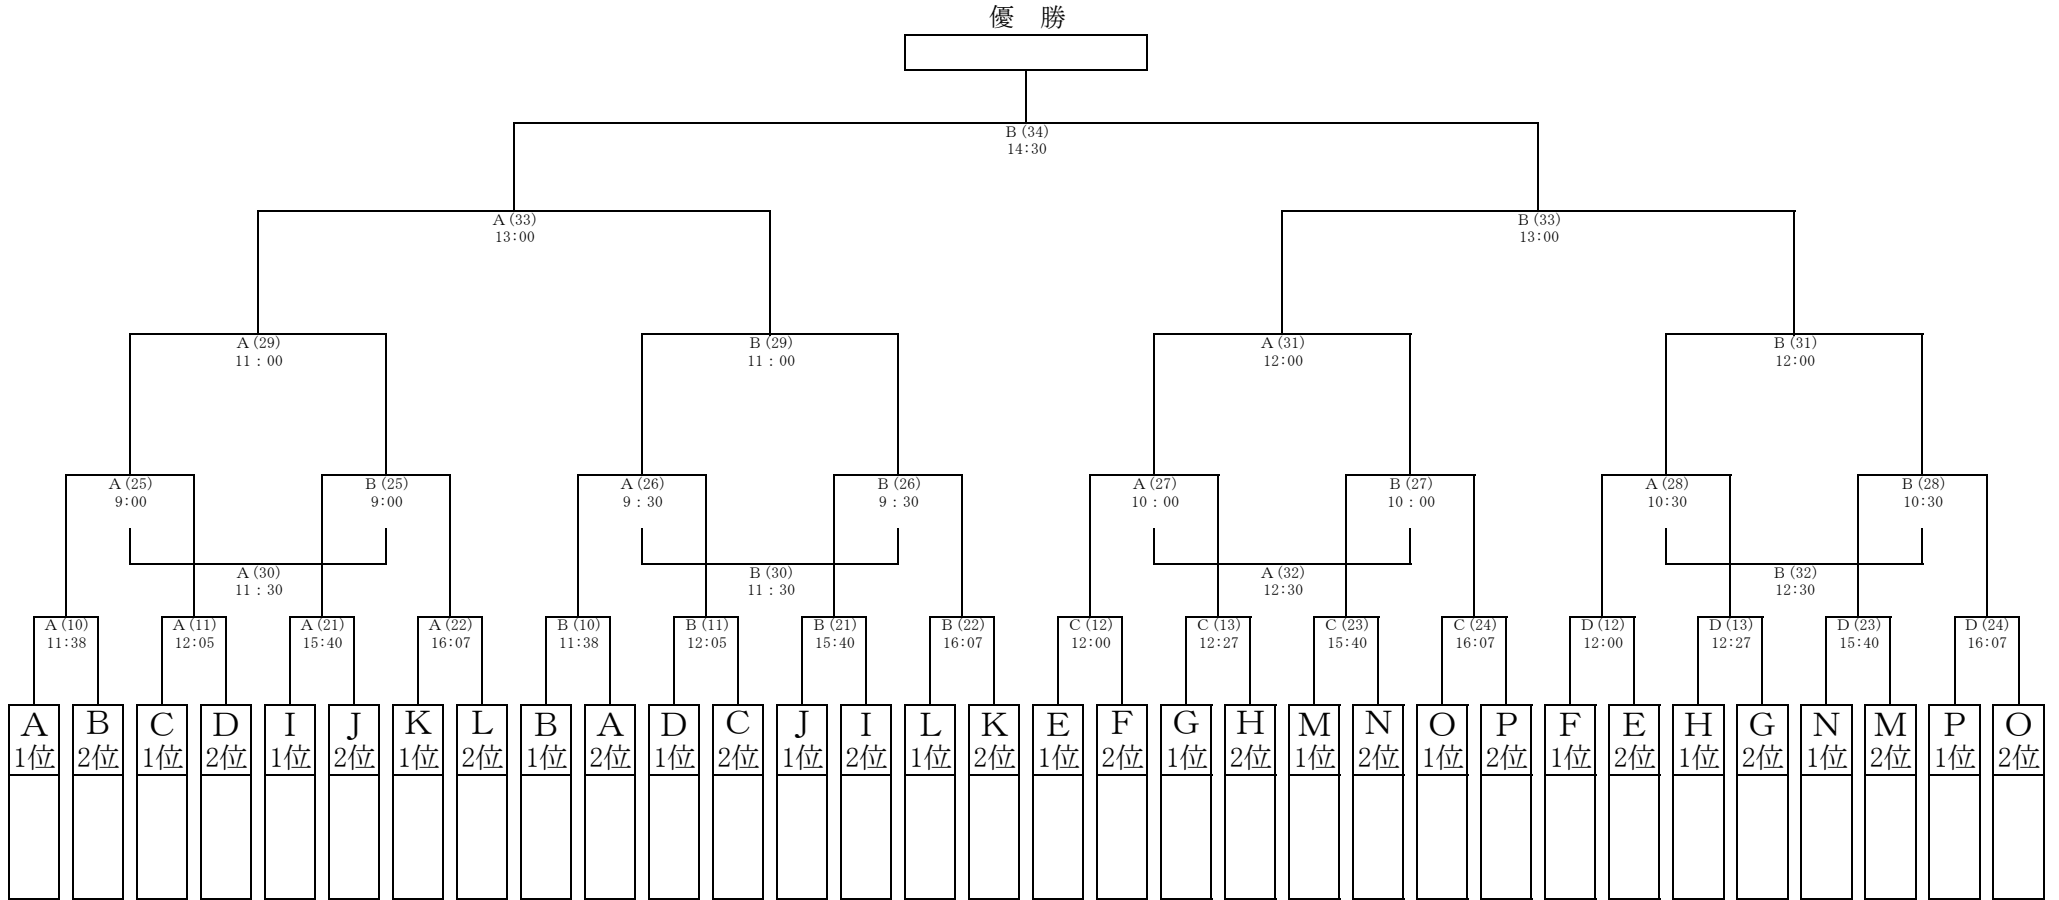 優 勝
B (34)
14:30
A (33) B (33)
13:00 13:00
A (29) B (29) A (31) B (31)
11 : 00 11 : 00 12:00 12:00
A (25) B (25) A (26) B (26) A (27) B (27) A (28) B (28)
9:00 9:00 9 : 30 9 : 30 10 : 00 10 : 00 10:30 10:30
A (30) B (30) A (32) B (32)
11 : 30 11 : 30 12:30 12:30
A (10) A (11) A (21) A (22) B (10) B (11) B (21) B (22) C (12) C (13) C (23) C (24) D (12) D (13) D (23) D (24)
11:38 12:05 15:40 16:07 11:38 12:05 15:40 16:07 12:00 12:27 15:40 16:07 12:00 12:27 15:40 16:07
A B C D I J K L B A D C J I L K E F G H M N O P F E H G N M P O
1位 2位 1位 2位 1位 2位 1位 2位 1位 2位 1位 2位 1位 2位 1位 2位 1位 2位 1位 2位 1位 2位 1位 2位 1位 2位 1位 2位 1位 2位 1位 2位